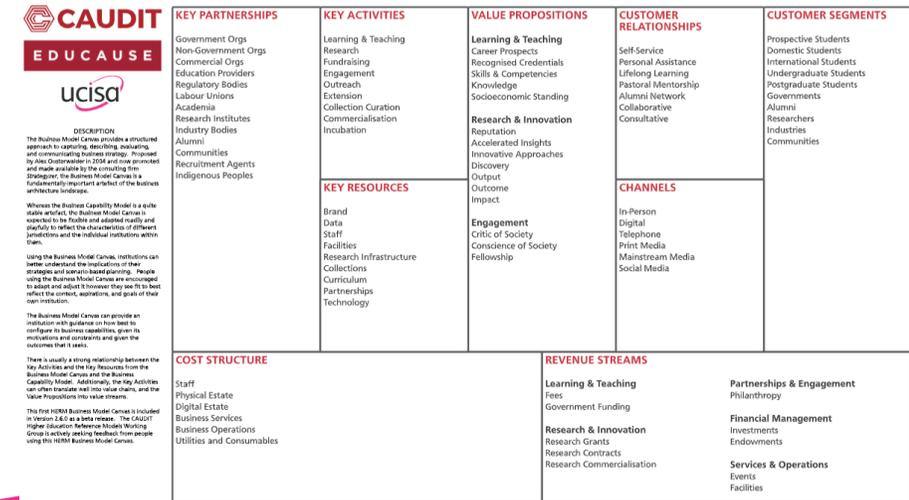 CAUDIT
EDUCAUSE
ucisa
DESCRIPTION
The Business Model Canvas provides a structured
approach to capturing, describing, evaluating,
and communicating business strategy. Proposed
by Alex Osterwalder in 2004 and now promoted
and made available by the consulting firm
Strategyzer, the Business Model Canvas is a
fundamentally-important artefact of the business
architecture landscape.
Whereas the Business Capability Model is a quite
stable artefact, the Business Model Canvas is
expected to be flexible and adapted readily and
playfully to reflect the characteristics of different
jurisdictions and the individual institutions within
them.
Using the Business Model Canvas, institutions can
better understand the implications of their
strategies and scenario-based planning. People
using the Business Model Canvas are encouraged
to adapt and adjust it however they see fit to best
reflect the context, aspirations, and goals of their
own institution.
The Business Model Canvas can provide an
institution with guidance on how best to
configure its business capabilities, given its
motivations and constraints and given the
outcomes that it seeks.
There is usually a strong relationship between the
Key Activities and the Key Resources from the
Business Model Canvas and the Business
Capability Model. Additionally, the Key Activities
can often translate well into value chains, and the
Value Propositions into value streams.
This first HERM Business Model Canvas is included
in Version 2.6.0 as a beta release. The CAUDIT
Higher Education Reference Models Working
Group is actively seeking feedback from people
using this HERM Business Model Canvas.
KEY PARTNERSHIPS
Government Orgs
Non-Government Orgs
Commercial Orgs
Education Providers
Regulatory Bodies
Labour Unions
Academia
Research Institutes
Industry Bodies
Alumni
Communities
Recruitment Agents
Indigenous Peoples
KEY ACTIVITIES
Learning & Teaching
Research
Fundraising
Engagement
Outreach
Extension
Collection Curation
Commercialisation
Incubation
KEY RESOURCES
Brand
Data
Staff
Facilities
Research Infrastructure
Collections
Curriculum
Partnerships
Technology
VALUE PROPOSITIONS
Learning & Teaching
Career Prospects
Recognised Credentials
Skills & Competencies
Knowledge
Socioeconomic Standing
Research & Innovation
Reputation
Accelerated Insights
Innovative Approaches
Discovery
Output
Outcome
Impact
Engagement
Critic of Society
Conscience of Society
Fellowship
CUSTOMER
RELATIONSHIPS
Self-Service
Personal Assistance
Lifelong Learning
Pastoral Mentorship
Alumni Network
Collaborative
Consultative
CHANNELS
In-Person
Digital
Telephone
Print Media
Mainstream Media
Social Media
CUSTOMER SEGMENTS
Prospective Students
Domestic Students
International Students
Undergraduate Students
Postgraduate Students
Governments
Alumni
Researchers
Industries
Communities
COST STRUCTURE
Staff
Physical Estate
Digital Estate
Business Services
Business Operations
Utilities and Consumables
REVENUE STREAMS
Learning & Teaching
Fees
Government Funding
Research & Innovation
Research Grants
Research Contracts
Research Commercialisation
Partnerships & Engagement
Philanthropy
Financial Management
Investments
Endowments
Services & Operations
Events
Facilities